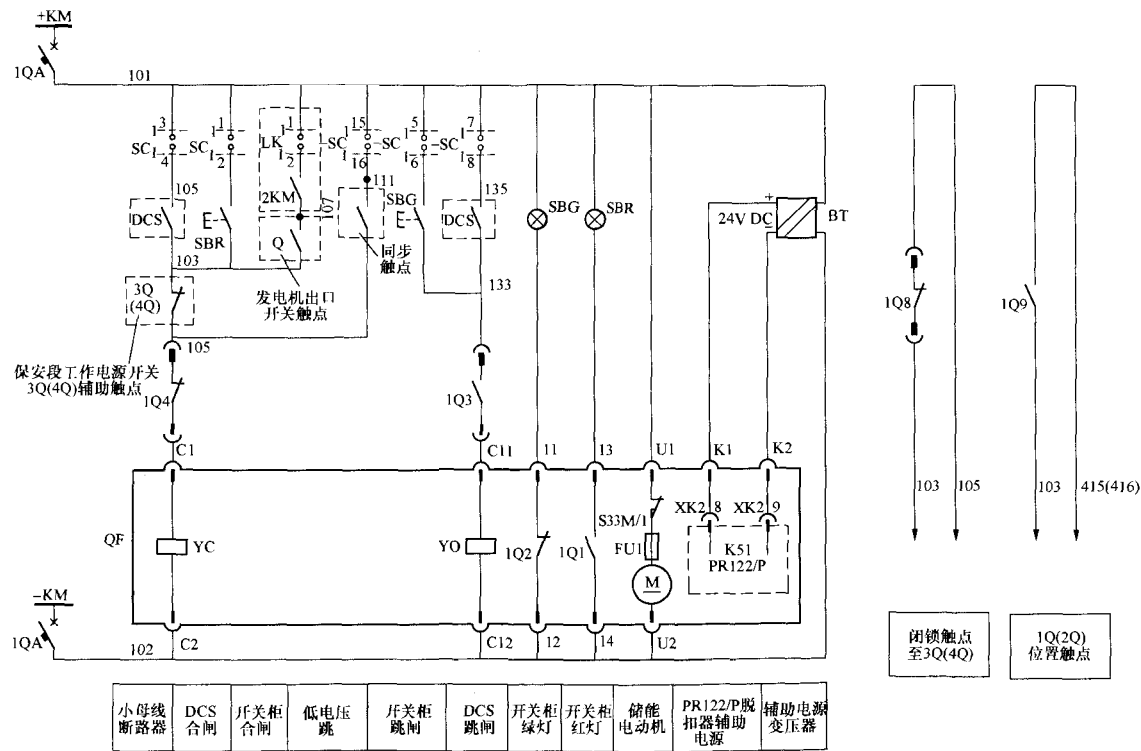 +KM
1QA
101
3
SC
4
1
SC
2
1
LK
2
15
SC
16
5
SC
6
7
SC
8
105
DCS
SBR
2KM
107
Q
111
SBG
135
DCS
SBG
SBR
24V DC
+
−
BT
同步
触点
103
3Q
(4Q)
发电机出口
开关触点
133
105
保安段工作电源开关
3Q(4Q)辅助触点
1Q4
1Q3
1Q8
1Q9
C1
C11
11
13
U1
K1
K2
103
105
103
415(416)
QF
YC
YO
1Q2
1Q1
S33M/1
FU1
M
XK2
8
XK2
9
K51
PR122/P
−KM
1QA
102
C2
C12
12
14
U2
闭锁触点
至3Q(4Q)
1Q(2Q)
位置触点
小母线
断路器
DCS
合闸
开关柜
合闸
低电压
跳
开关柜
跳闸
DCS
跳闸
开关柜
绿灯
开关柜
红灯
储能
电动机
PR122/P脱
扣器辅助
电源
辅助电源
变压器